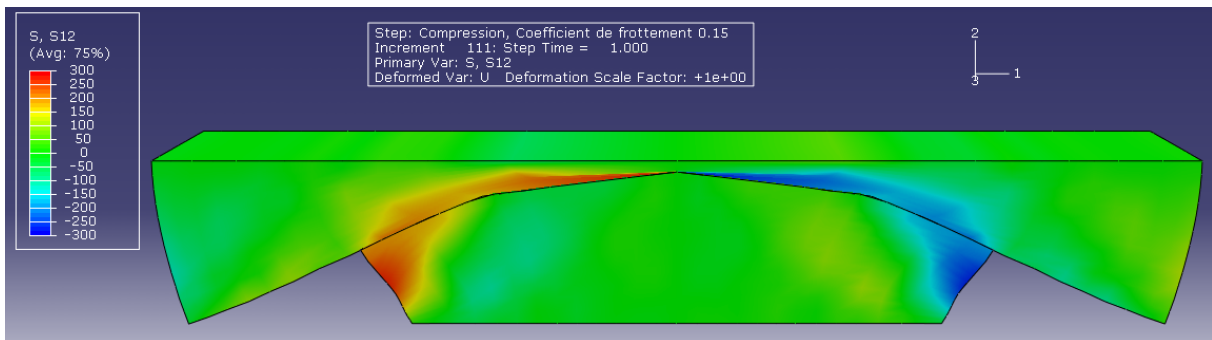 S, S12
(Avg: 75%)
300
250
200
150
100
50
0
-50
-100
-150
-200
-250
-300
Step: Compression, Coefficient de frottement 0.15
Increment 111: Step Time = 1.000
Primary Var: S, S12
Deformed Var: U Deformation Scale Factor: +1e+00
2
3 1